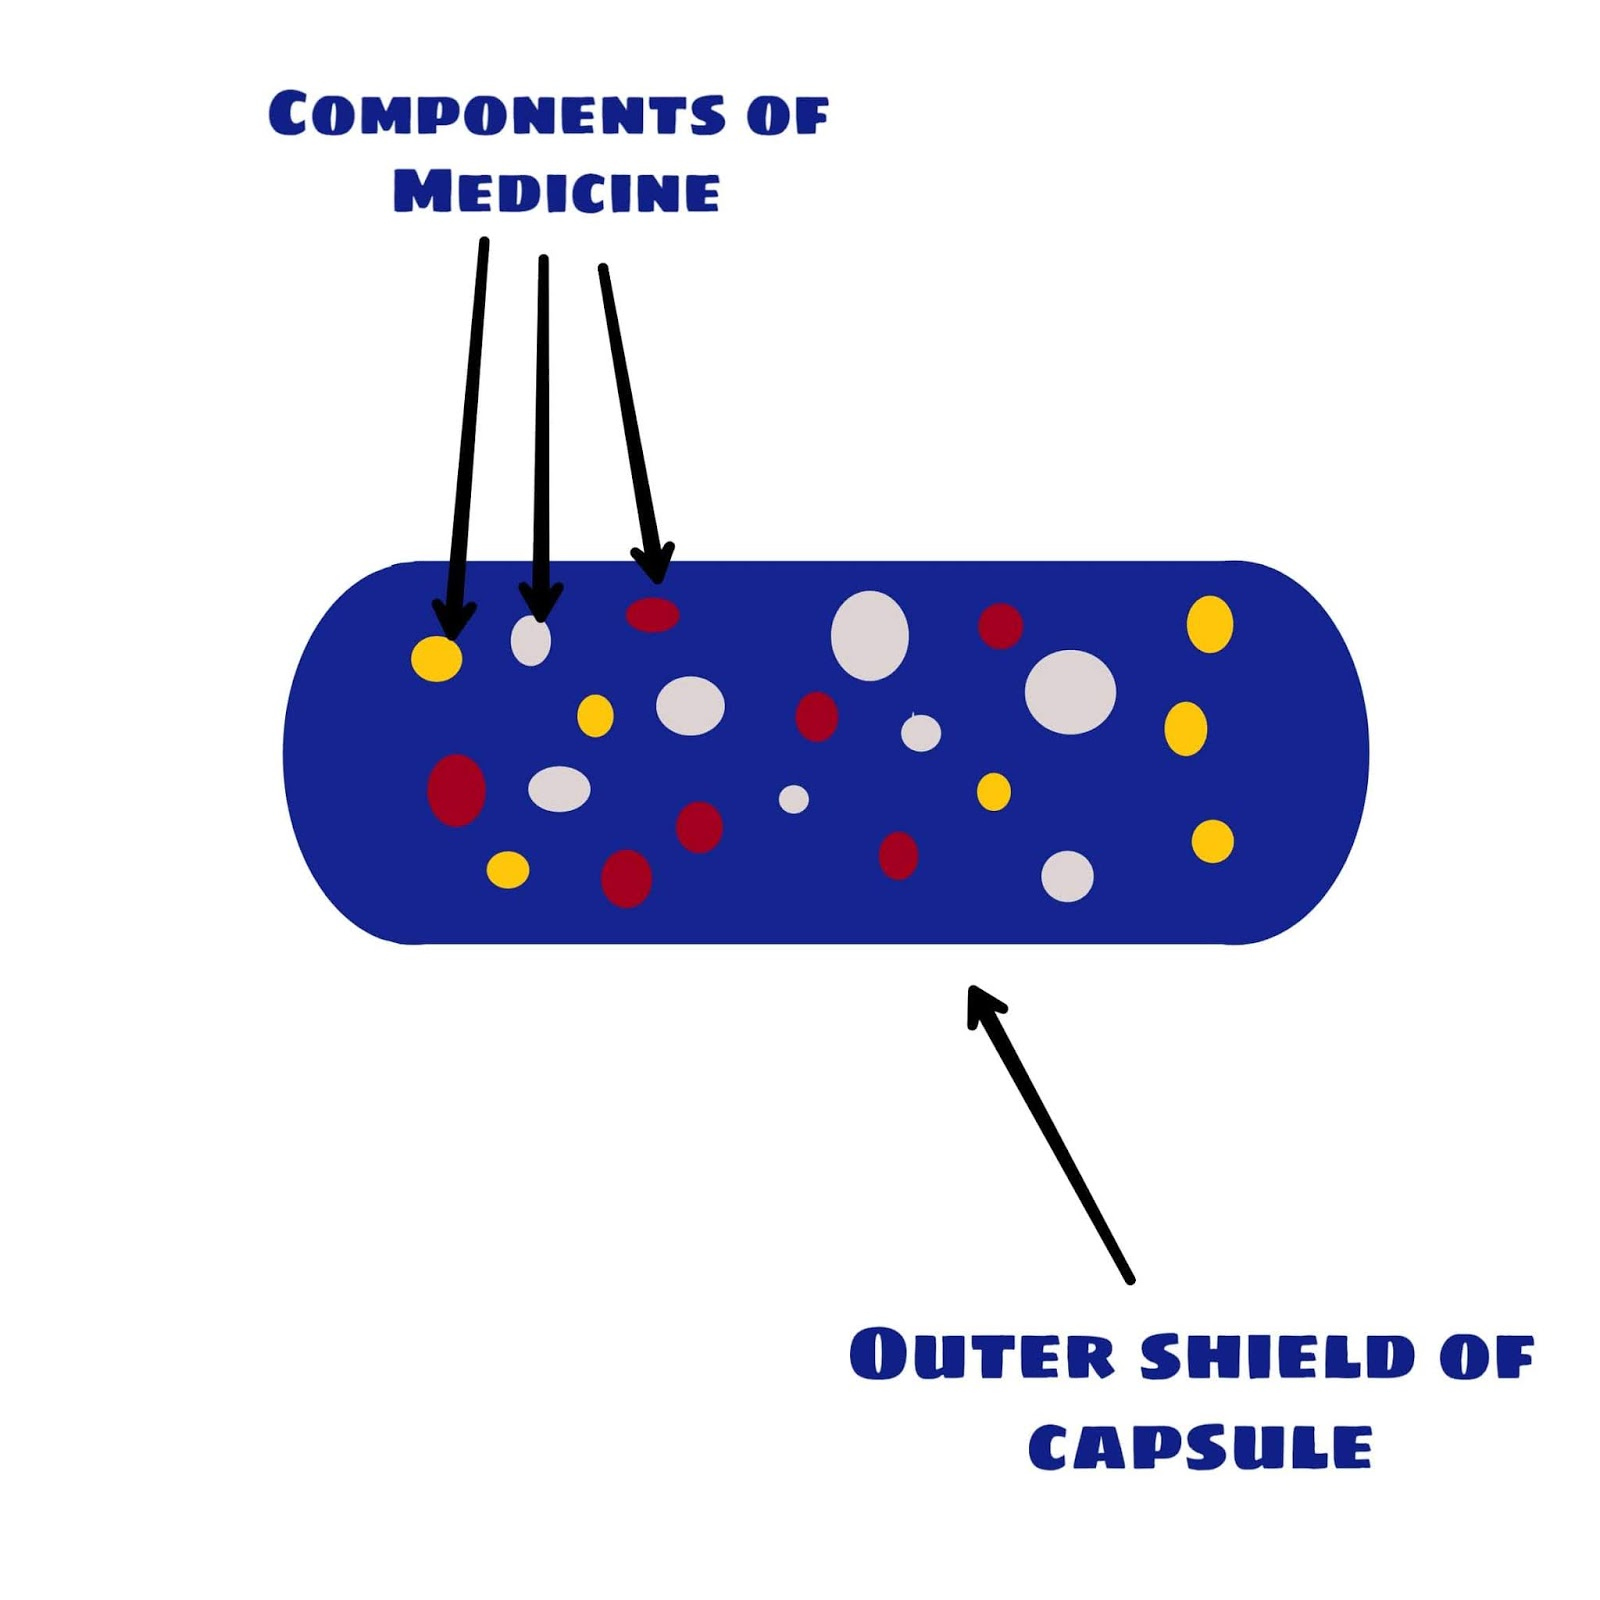 Components of
Medicine
Outer shield of
capsule